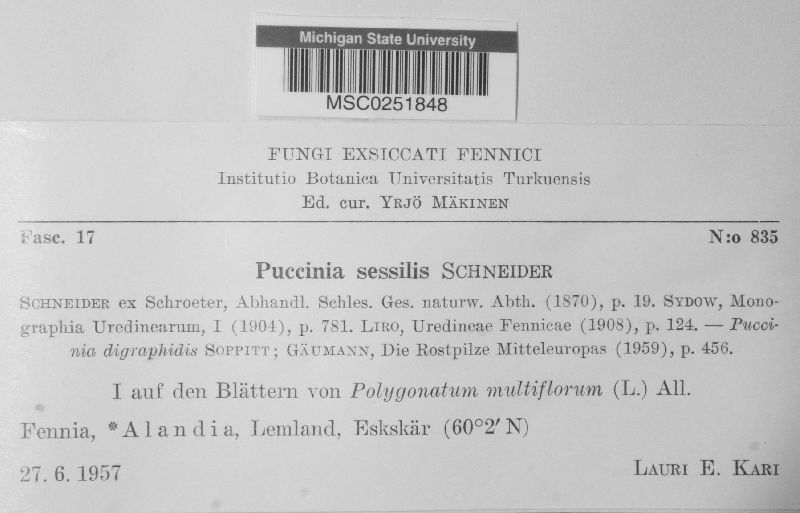 Michigan State University
MSC0251848
FUNGI EXSICCATI FENNICI
Institutio Botanica Universitatis Turkuensis
Ed. cur. YRJÖ MÄKINEN
Fasc. 17 N:o 835
Puccinia sessilis SCHNEIDER
SCHNEIDER ex Schroeter, Abhandl. Schles. Ges. naturw. Abth. (1870), p. 19. SYDOW, Mono-
graphia Uredinearum, I (1904), p. 781. LIRO, Uredineae Fennicae (1908), p. 124. — Pucci-
nia digraphidis SOPPITT; GÄUMANN, Die Rostpilze Mitteleuropas (1959), p. 456.
I auf den Blättern von Polygonatum multiflorum (L.) All.
Fennia, *Alandia, Lemland, Eskskär (60°2′ N)
27. 6. 1957 LAURI E. KARI